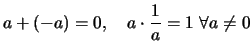 a + (−a) = 0, a · 1/a = 1 ∀a ≠ 0